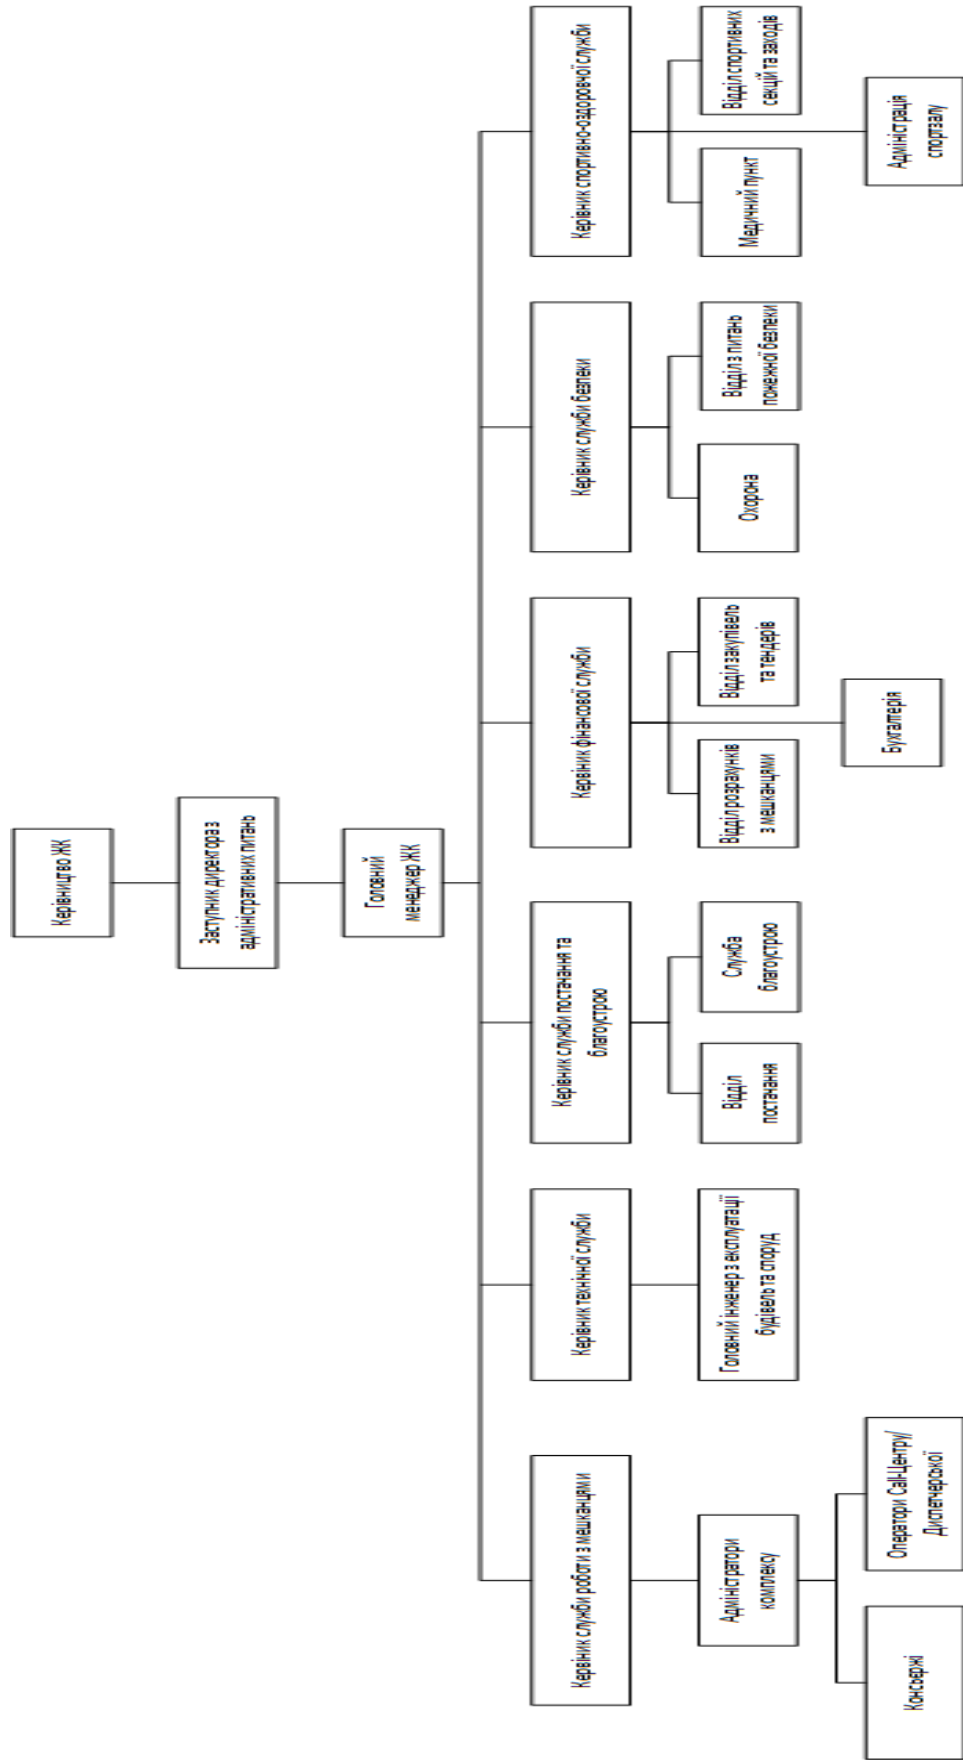 Керівництво ЖК
Заступник директора з
адміністративних питань
Головний
менеджер ЖК
Керівник служби роботи з мешканцями
Керівник технічної служби
Керівник служби постачання та
благоустрою
Керівник фінансової служби
Керівник служби безпеки
Керівник спортивно-оздоровчої служби
Адміністратори
комплексу
Головний інженер з експлуатації
будівель та споруд
Відділ
постачання
Служба
благоустрою
Відділ розрахунків
з мешканцями
Відділ закупівель
та тендерів
Охорона
Відділ з питань
пожежної безпеки
Медичний пункт
Відділ спортивних
секцій та заходів
Консьєржі
Оператори Call-Центру/
Диспетчерської
Бухгалтерія
Адміністрація
спортзалу